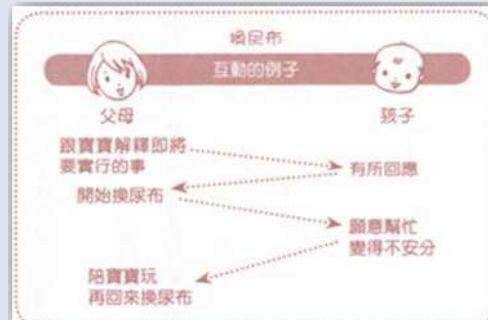 換尿布
互動的例子
父母
孩子
跟寶寶解釋即將
要實行的事
有所回應
開始換尿布
願意幫忙
變得不安分
陪寶寶玩
再回來換尿布